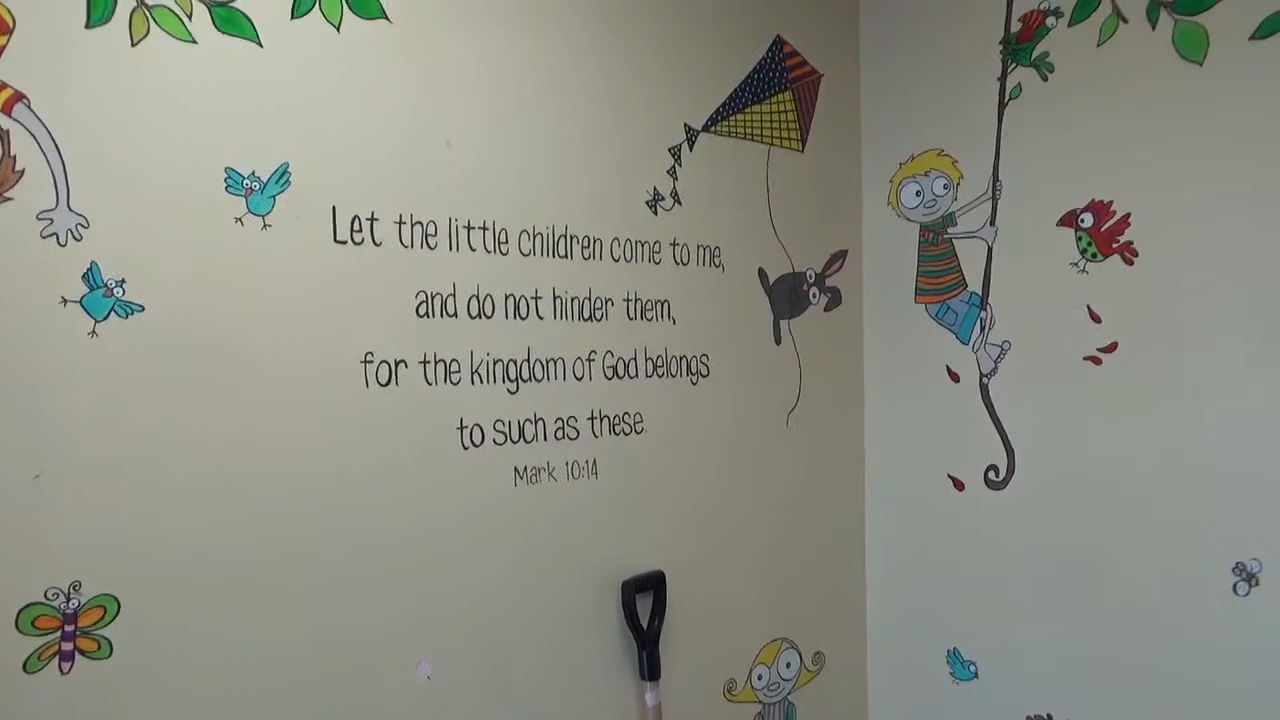 Let the little children come to me,
and do not hinder them,
for the kingdom of God belongs
to such as these.
Mark 10:14